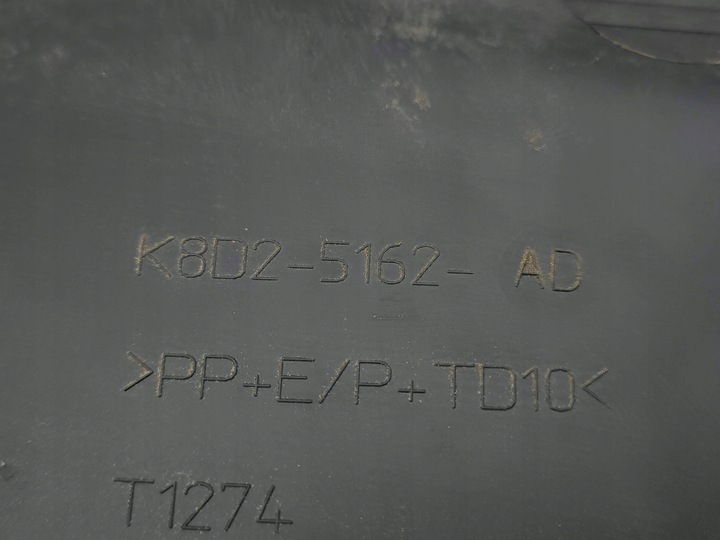 K8D2-5162- AD
>PP+E/P+TD10<
T1274